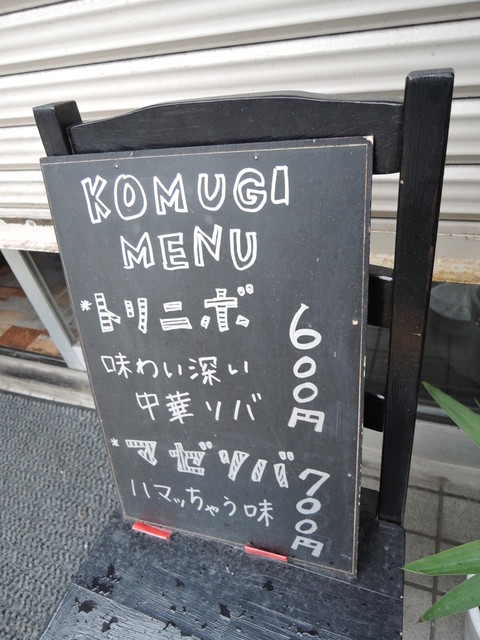 KOMUGI
MENU
*トリニボ
600円
味わい深い
中華ソバ
*マゼソバ
700円
ハマッちゃう味